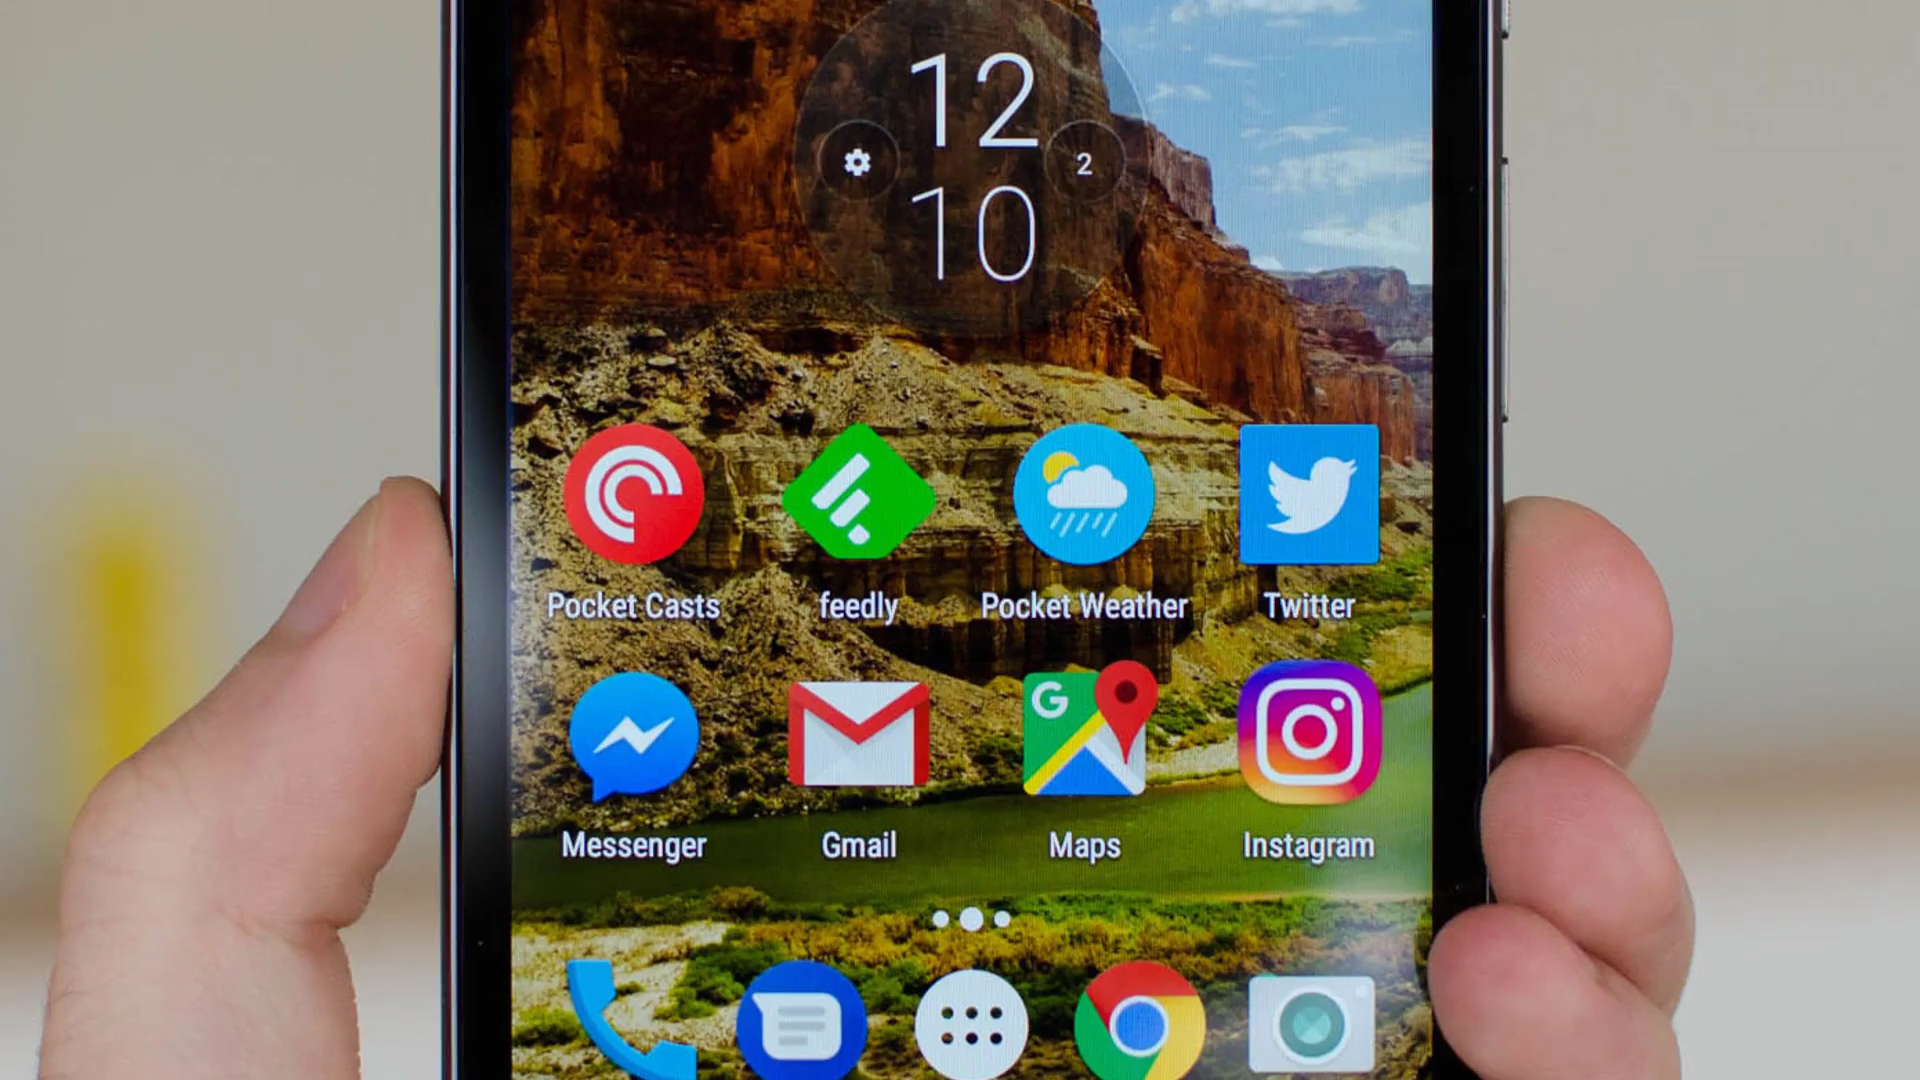 12
2
10
Pocket Casts feedly Pocket Weather Twitter
G
Messenger Gmail Maps Instagram